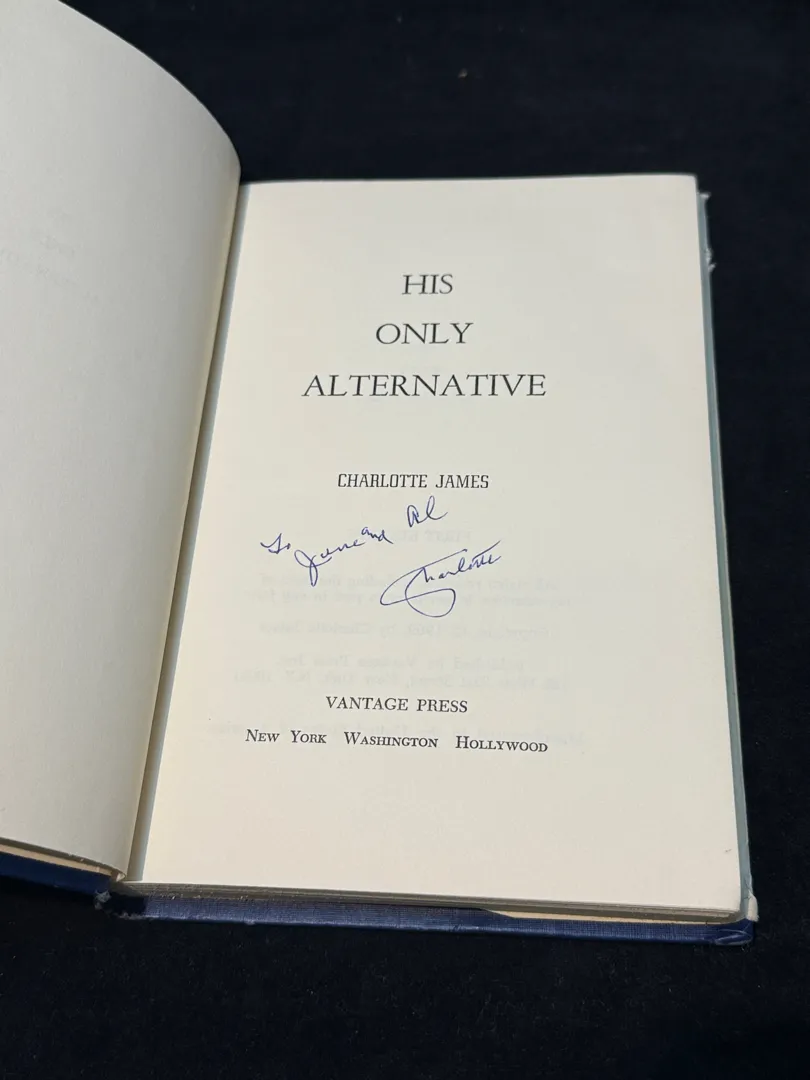 HIS
ONLY
ALTERNATIVE
CHARLOTTE JAMES
To June and Al
Charlotte
VANTAGE PRESS
NEW YORK WASHINGTON HOLLYWOOD